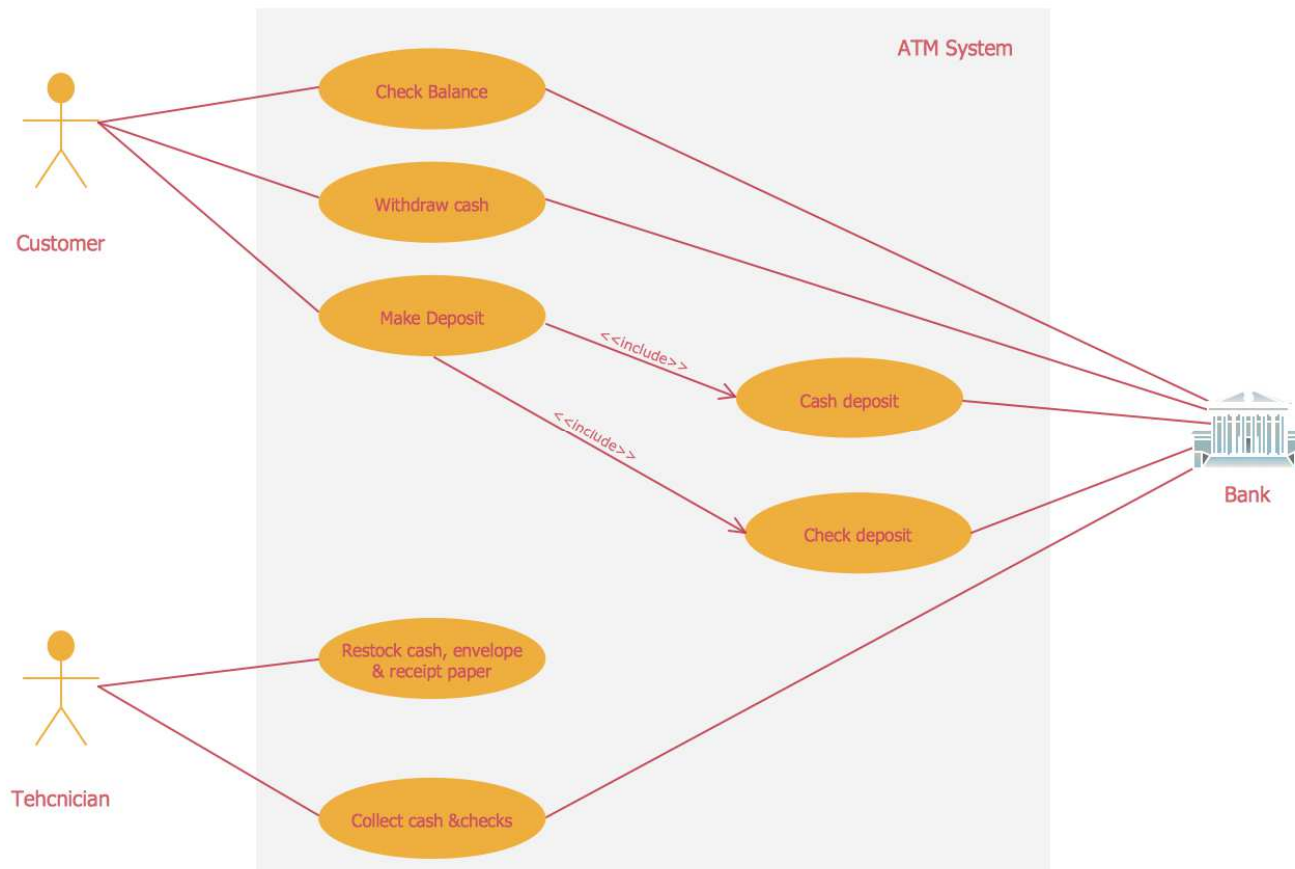 ATM System
Check Balance
Withdraw cash
Customer
Make Deposit
<<include>>
Cash deposit
<<include>>
Bank
Check deposit
Restock cash, envelope
& receipt paper
Tehcnician
Collect cash &checks